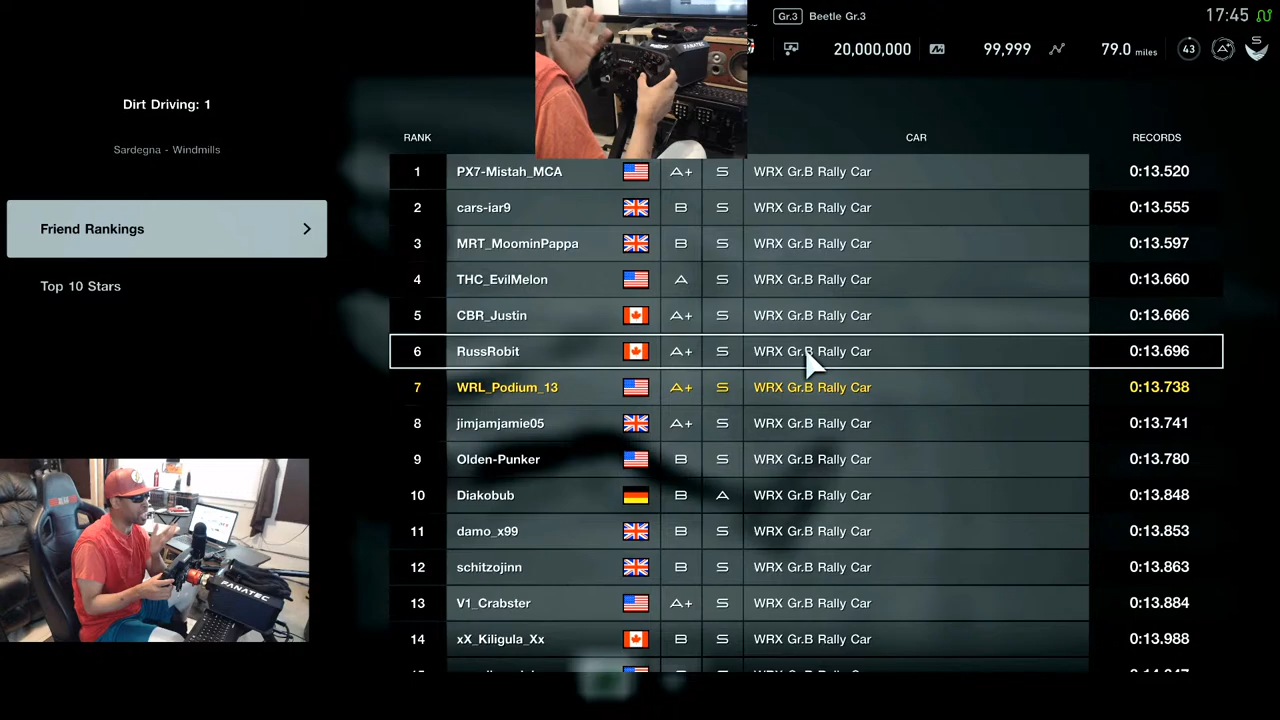 Gr.3 Beetle Gr.3 17:45
20,000,000 99,999 79.0 miles 43 A+ S
Dirt Driving: 1
Sardegna - Windmills
Friend Rankings
Top 10 Stars
RANK CAR RECORDS
1 PX7-Mistah_MCA A+ S WRX Gr.B Rally Car 0:13.520
2 cars-iar9 B S WRX Gr.B Rally Car 0:13.555
3 MRT_MoominPappa B S WRX Gr.B Rally Car 0:13.597
4 THC_EvilMelon A S WRX Gr.B Rally Car 0:13.660
5 CBR_Justin A+ S WRX Gr.B Rally Car 0:13.666
6 RussRobit A+ S WRX Gr.B Rally Car 0:13.696
7 WRL_Podium_13 A+ S WRX Gr.B Rally Car 0:13.738
8 jimjamjamie05 A+ S WRX Gr.B Rally Car 0:13.741
9 Olden-Punker B S WRX Gr.B Rally Car 0:13.780
10 Diakobub B A WRX Gr.B Rally Car 0:13.848
11 damo_x99 B S WRX Gr.B Rally Car 0:13.853
12 schitzojinn B S WRX Gr.B Rally Car 0:13.863
13 V1_Crabster A+ S WRX Gr.B Rally Car 0:13.884
14 xX_Kiligula_Xx B S WRX Gr.B Rally Car 0:13.988
FANATEC
FANATEC